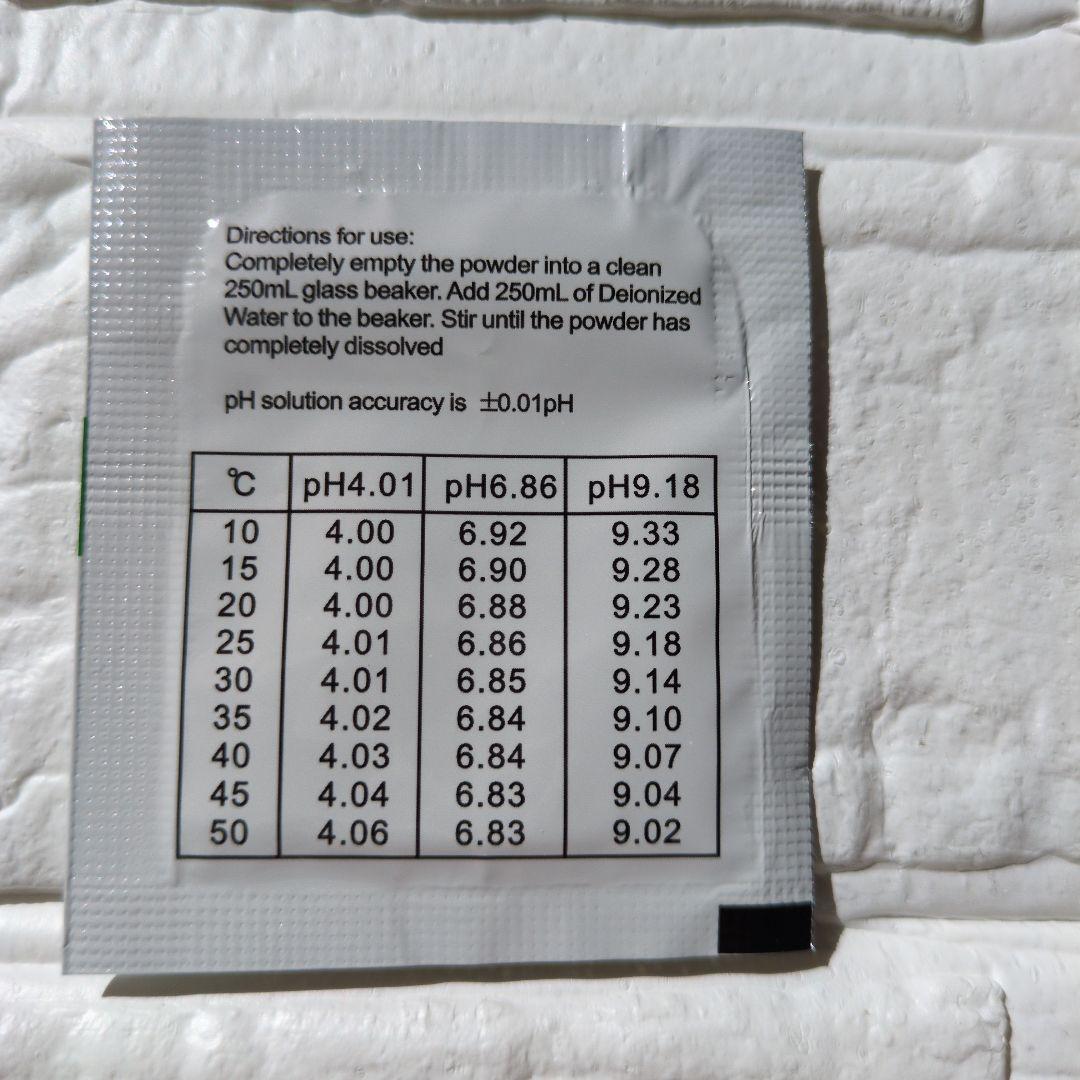 Directions for use:
Completely empty the powder into a clean
250mL glass beaker. Add 250mL of Deionized
Water to the beaker. Stir until the powder has
completely dissolved
pH solution accuracy is ±0.01pH
℃ pH4.01 pH6.86 pH9.18
10 4.00 6.92 9.33
15 4.00 6.90 9.28
20 4.00 6.88 9.23
25 4.01 6.86 9.18
30 4.01 6.85 9.14
35 4.02 6.84 9.10
40 4.03 6.84 9.07
45 4.04 6.83 9.04
50 4.06 6.83 9.02